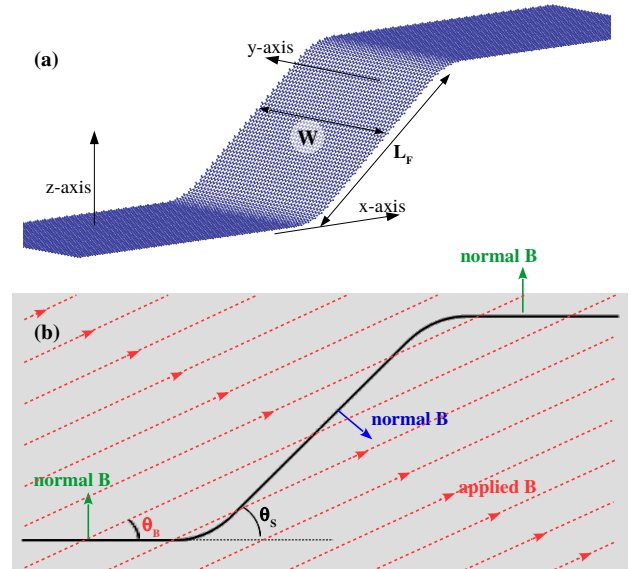 (a)
y-axis
W
L_F
z-axis
x-axis
normal B
(b)
normal B
normal B
applied B
θ_B
θ_S